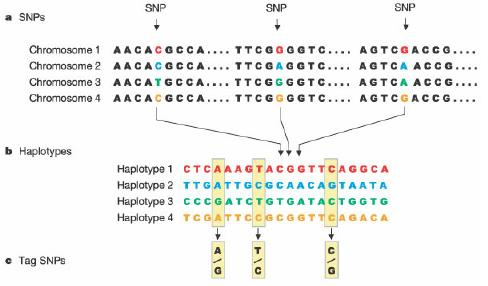 SNP SNP SNP
a SNPs
Chromosome 1 AACACGCCA.... TTCGGGGTC.... AGTCGACCG....
Chromosome 2 AACACGCCA.... TTCGAGGTC.... AGTCAACCG....
Chromosome 3 AACATGCCA.... TTCGGGGTC.... AGTCAACCG....
Chromosome 4 AACACGCCA.... TTCGGGGTC.... AGTCGACCG....
b Haplotypes
Haplotype 1 CTCAAAGTACGGTTCAGGCA
Haplotype 2 TTGATTGCGCAACAGTAATA
Haplotype 3 CCCGATCTGTGATACTGGTG
Haplotype 4 TCGATTCCGCGGTTCAGACA
c Tag SNPs
A/G T/C C/G